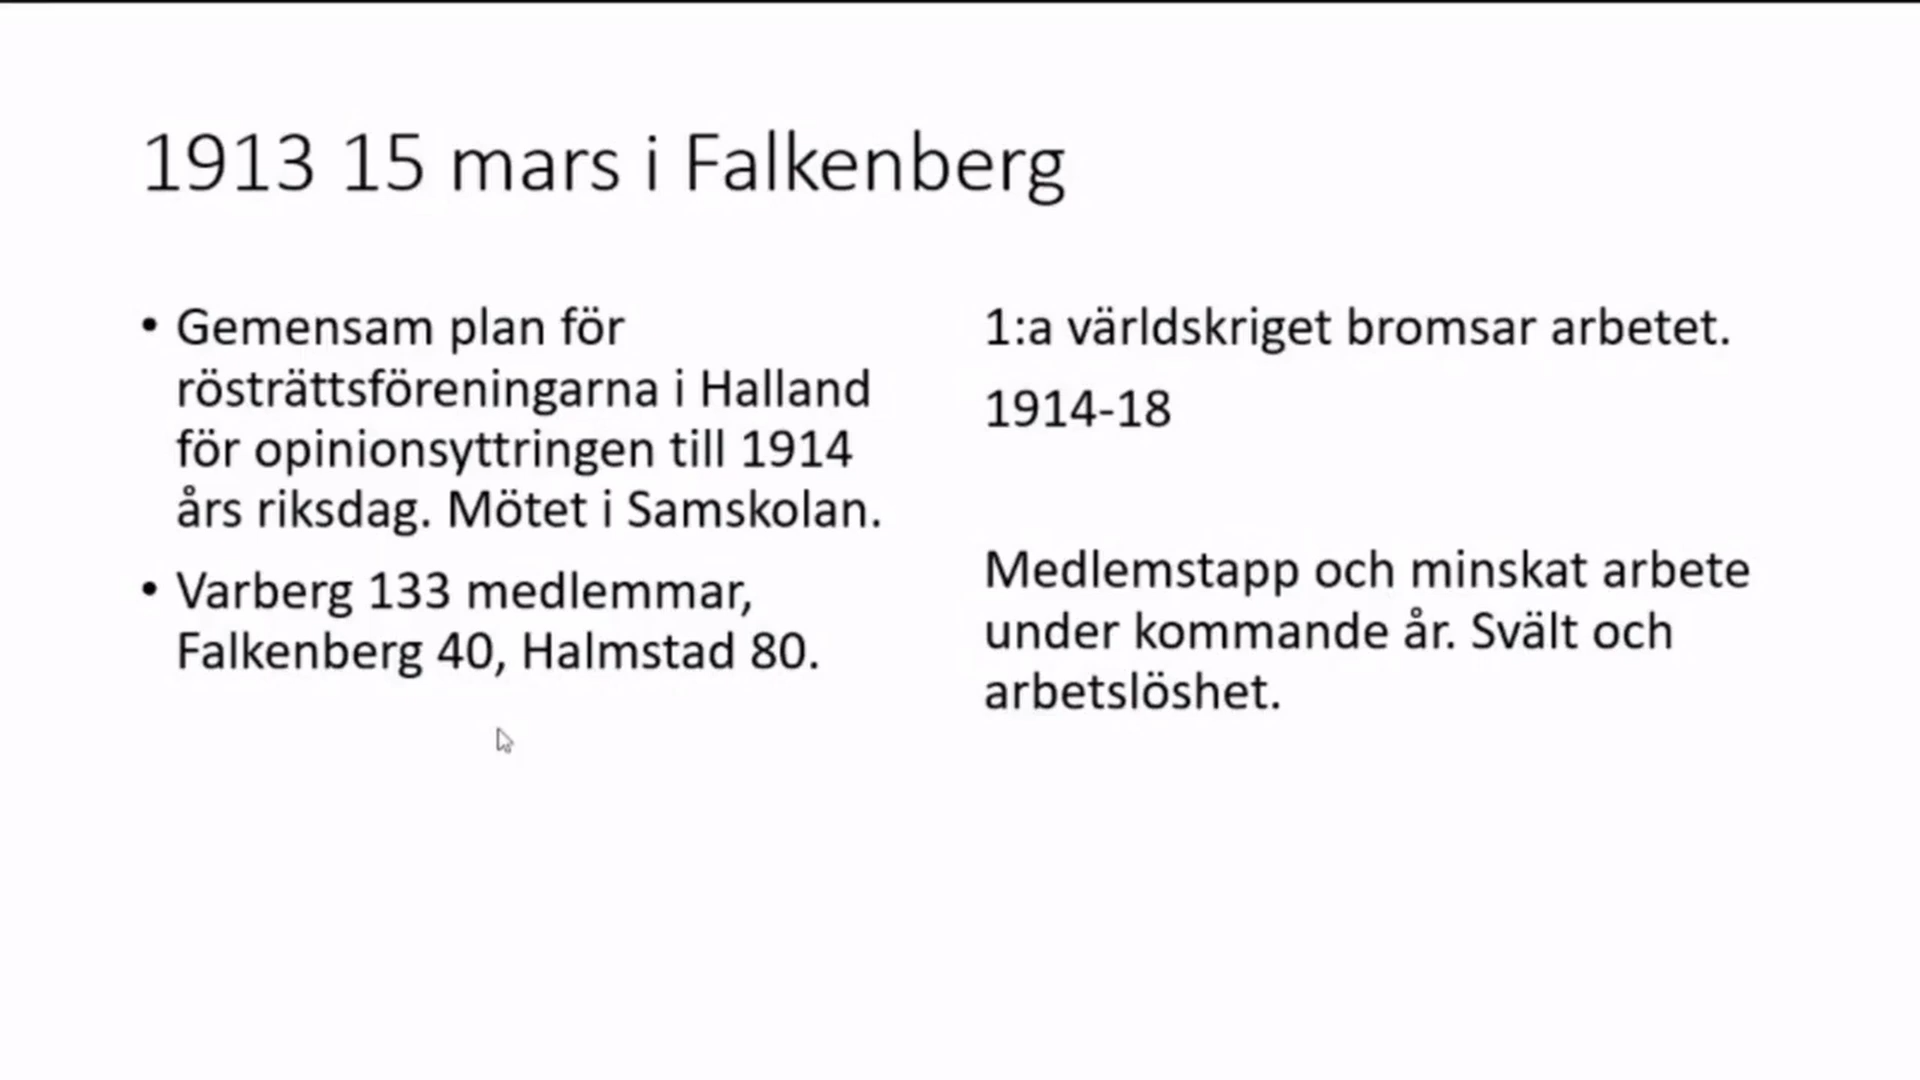 1913 15 mars i Falkenberg
• Gemensam plan för
rösträttsföreningarna i Halland
för opinionsyttringen till 1914
års riksdag. Mötet i Samskolan.
• Varberg 133 medlemmar,
Falkenberg 40, Halmstad 80.
1:a världskriget bromsar arbetet.
1914-18
Medlemstapp och minskat arbete
under kommande år. Svält och
arbetslöshet.